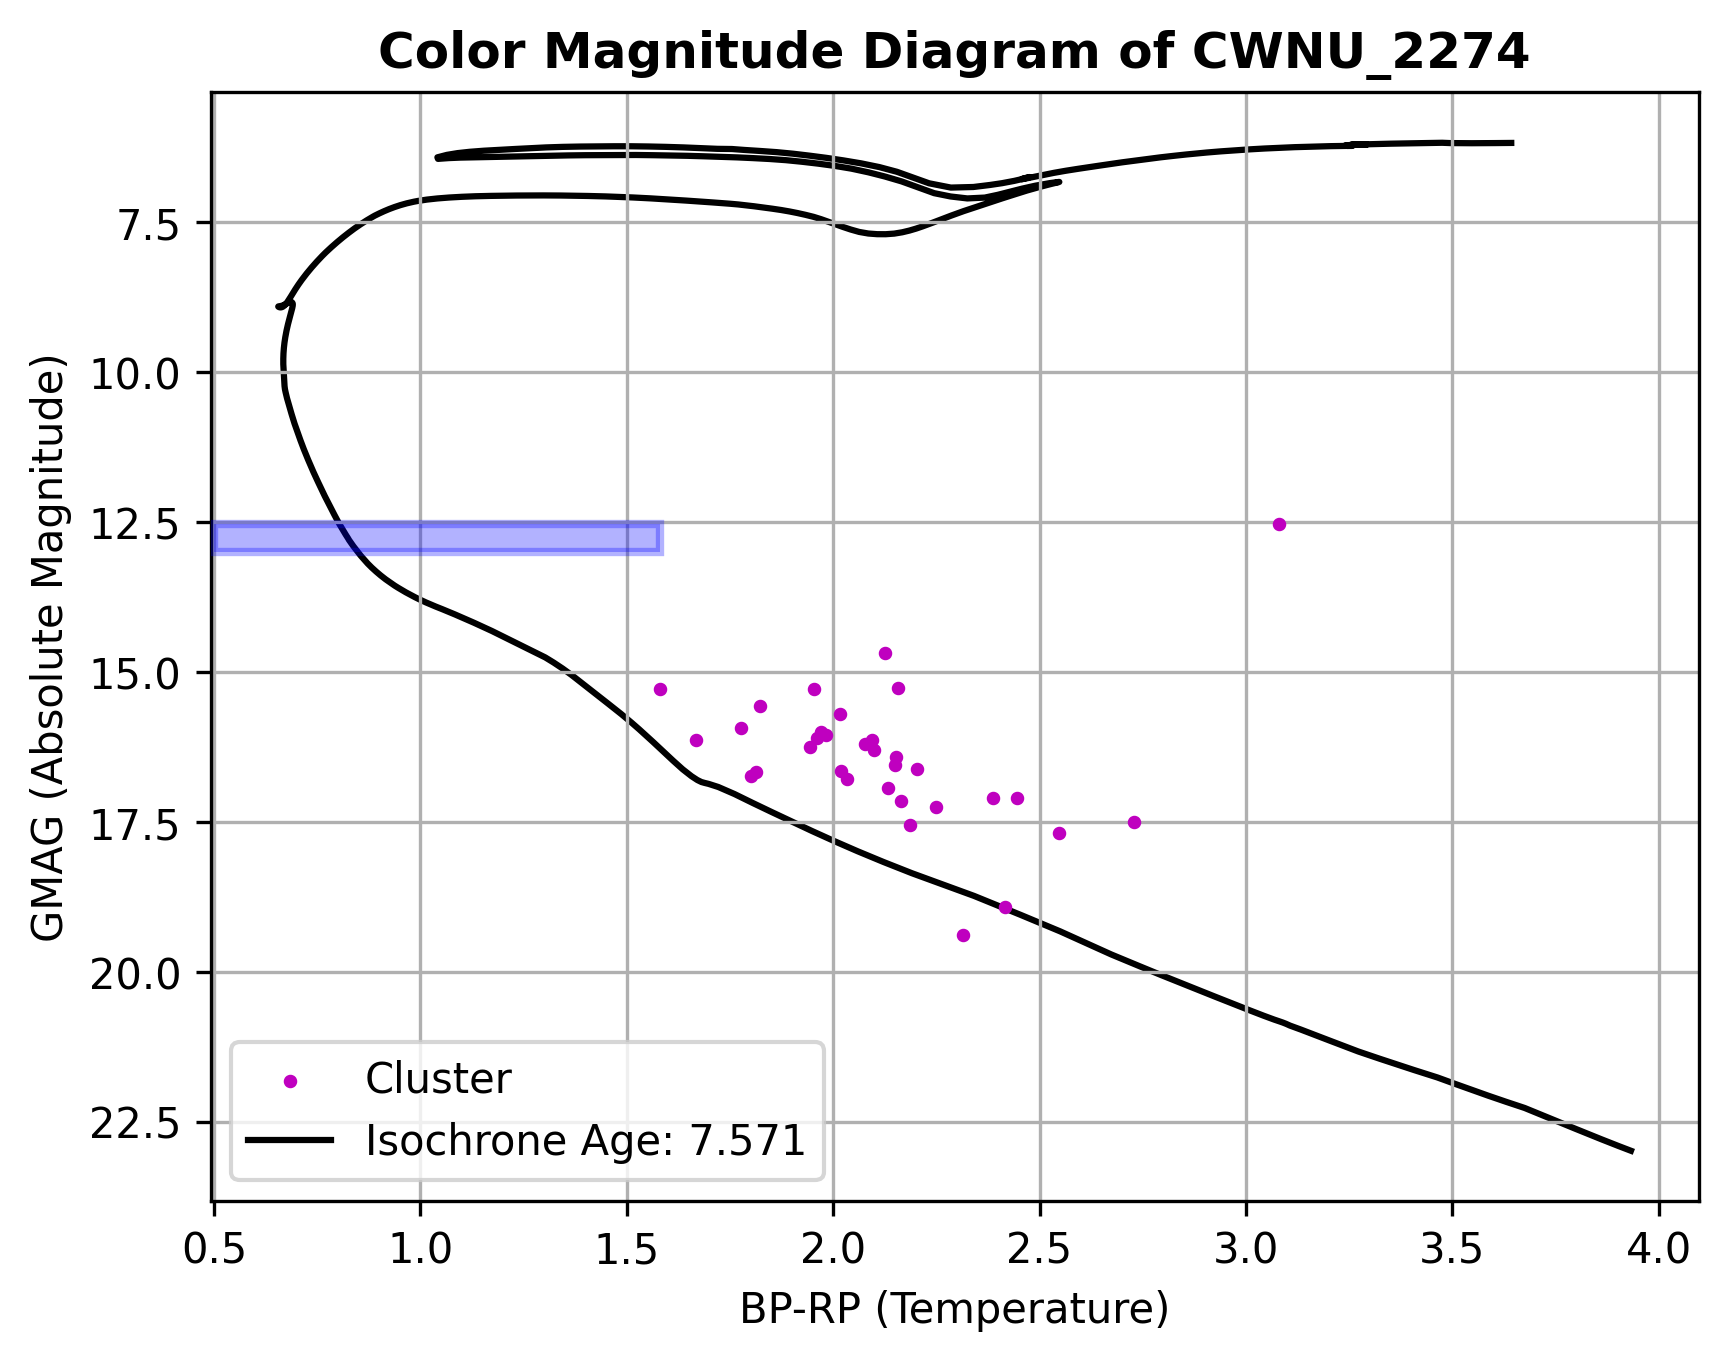 Color Magnitude Diagram of CWNU_2274
GMAG (Absolute Magnitude)
7.5
10.0
12.5
15.0
17.5
20.0
22.5
Cluster
Isochrone Age: 7.571
0.5 1.0 1.5 2.0 2.5 3.0 3.5 4.0
BP-RP (Temperature)